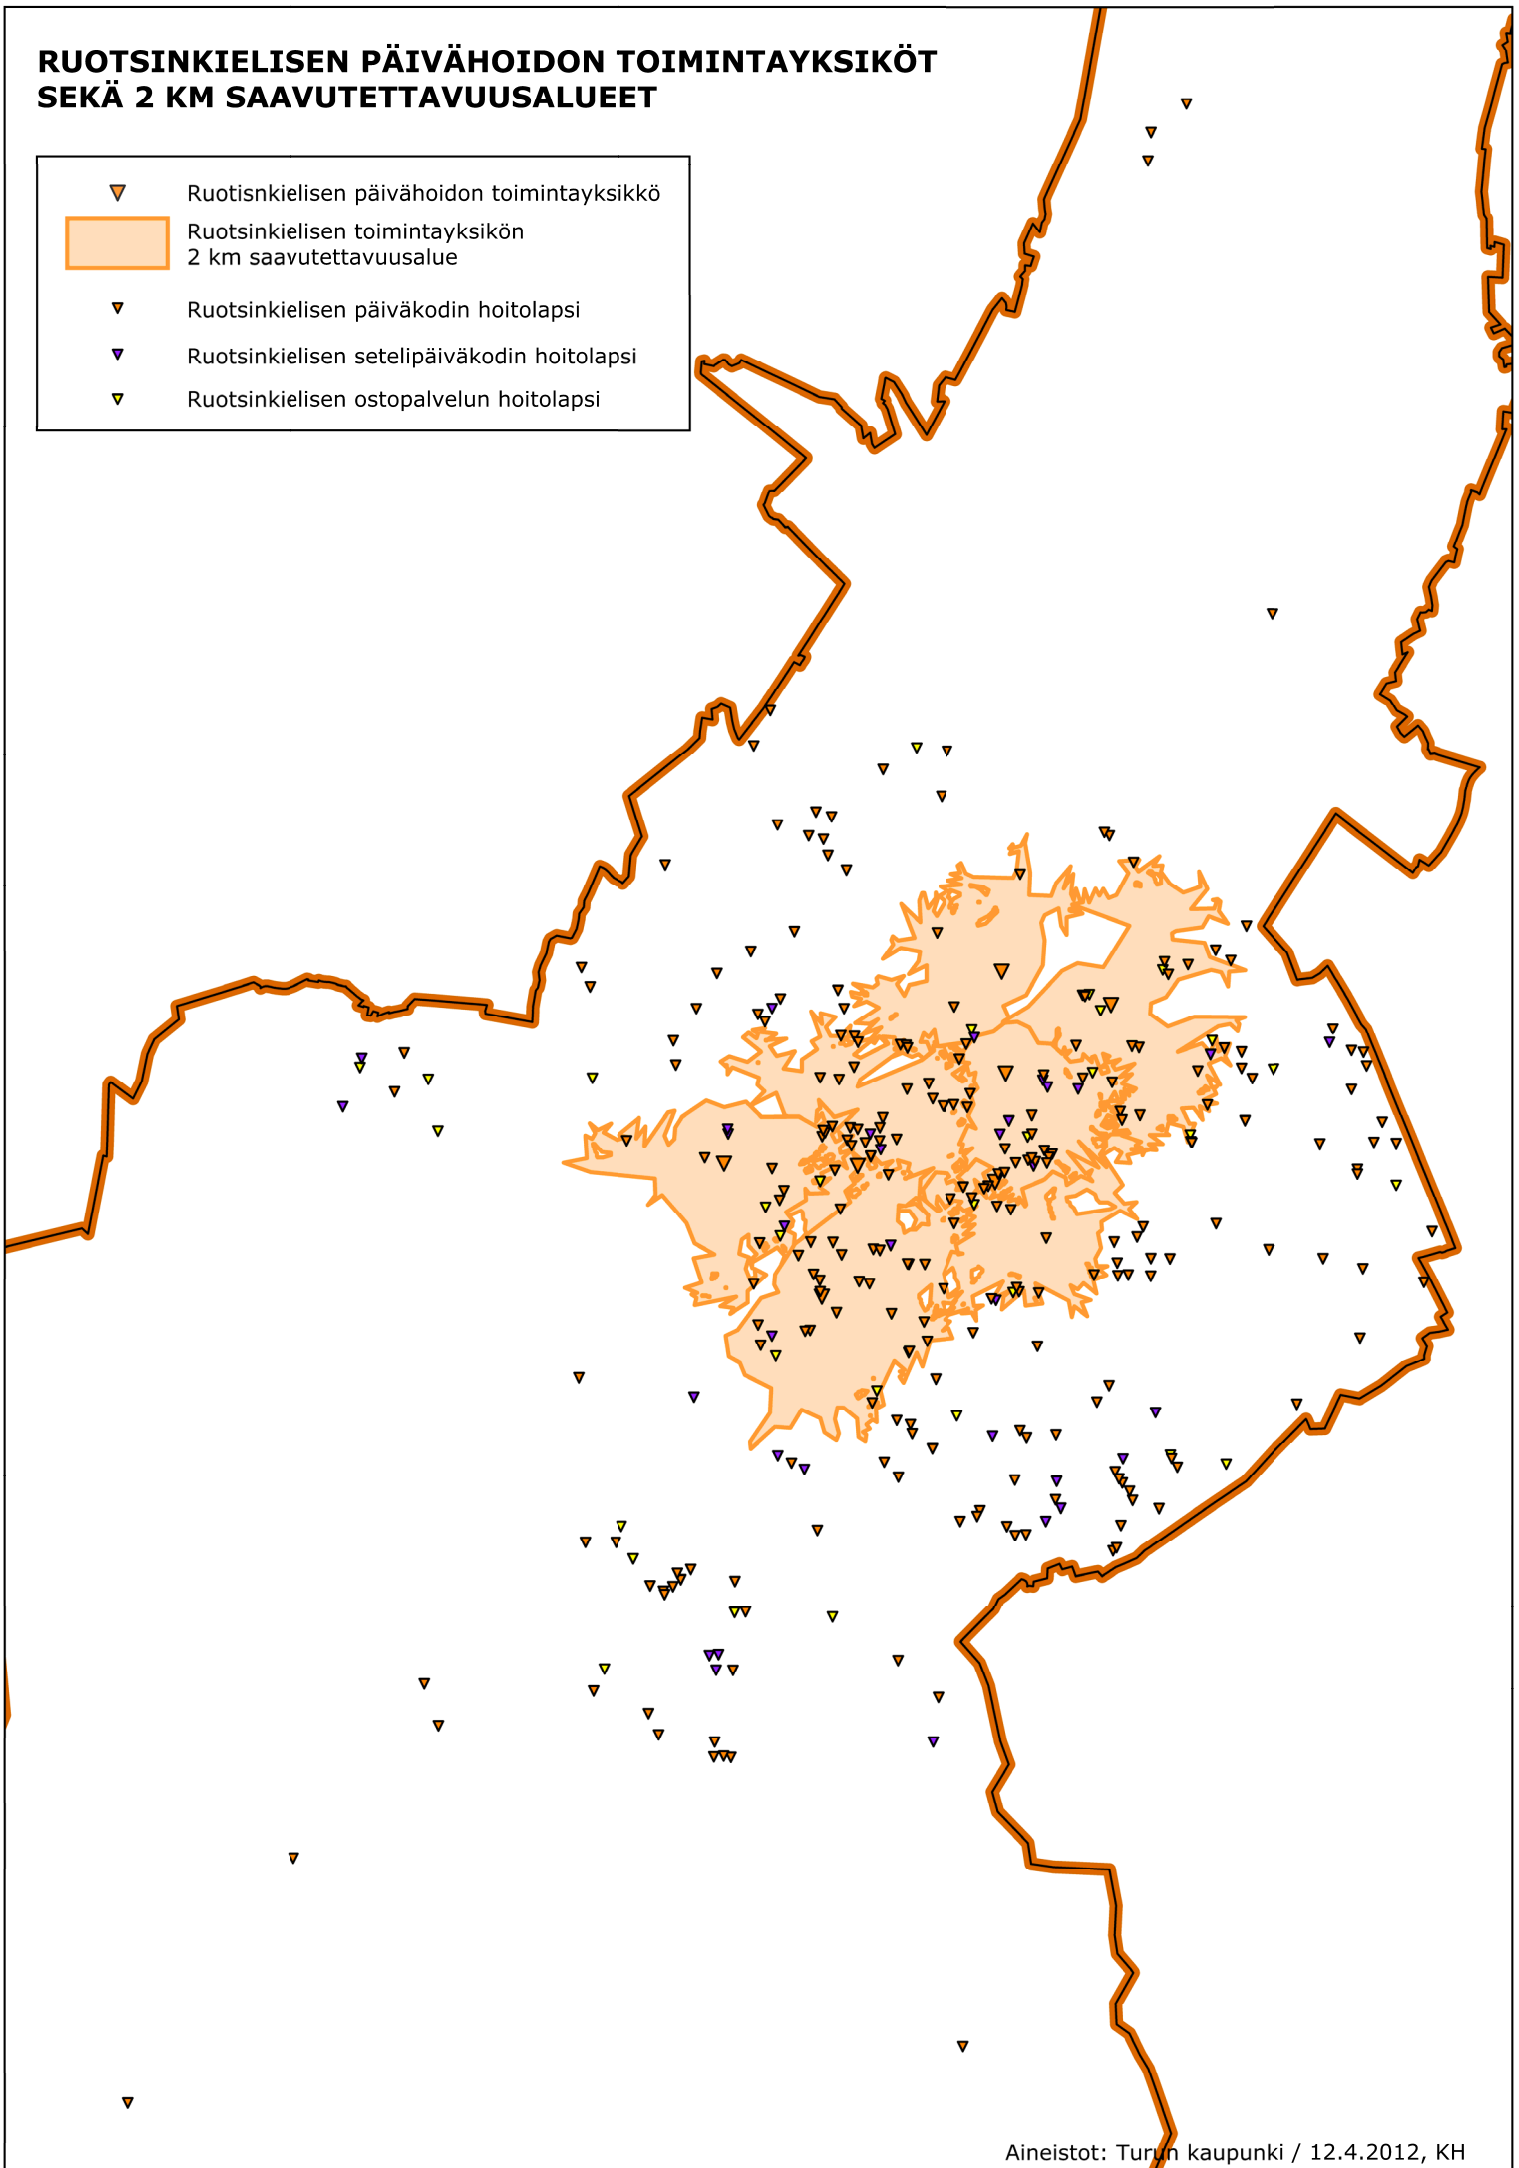 RUOTSINKIELISEN PÄIVÄHOIDON TOIMINTAYKSIKÖT
SEKÄ 2 KM SAAVUTETTAVUUSALUEET
Ruotisnkielisen päivähoidon toimintayksikkö
Ruotsinkielisen toimintayksikön
2 km saavutettavuusalue
Ruotsinkielisen päiväkodin hoitolapsi
Ruotsinkielisen setelipäiväkodin hoitolapsi
Ruotsinkielisen ostopalvelun hoitolapsi
Aineistot: Turun kaupunki / 12.4.2012, KH